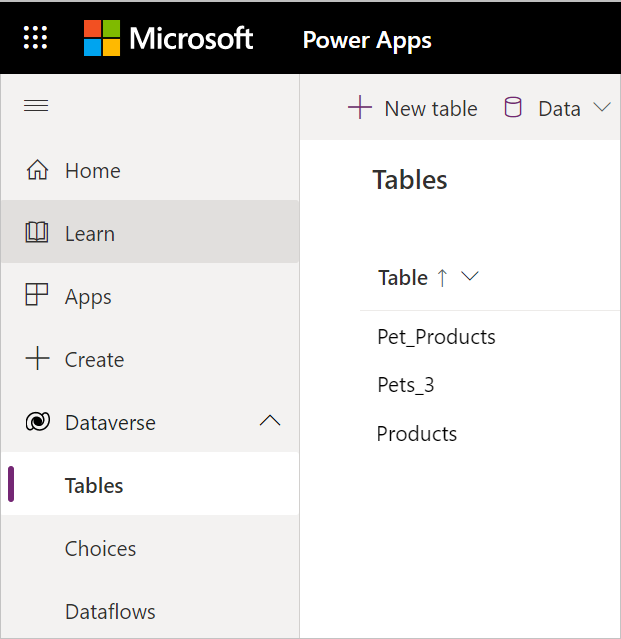 Microsoft Power Apps
New table Data
Home
Learn
Apps
Create
Dataverse
Tables
Choices
Dataflows
Tables
Table
Pet_Products
Pets_3
Products